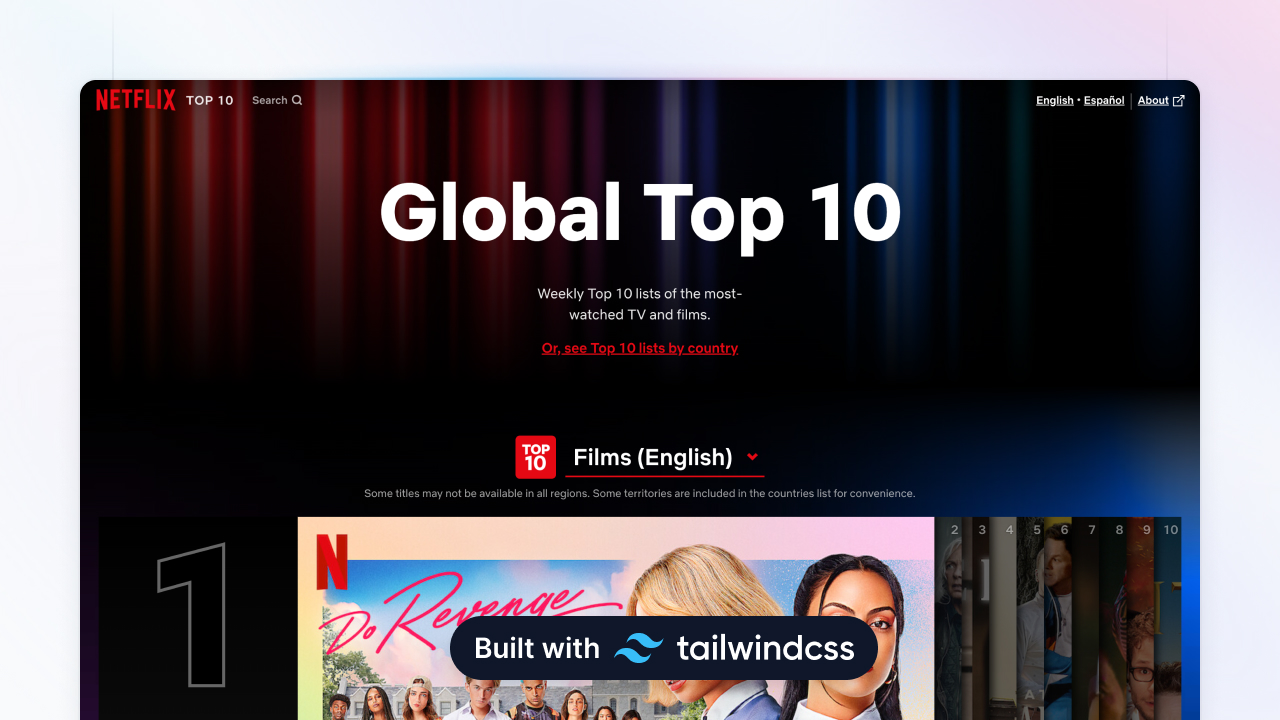 NETFLIX TOP 10 Search
English • Español About
Global Top 10
Weekly Top 10 lists of the most-
watched TV and films.
Or, see Top 10 lists by country
TOP
10
Films (English)
Some titles may not be available in all regions. Some territories are included in the countries list for convenience.
1
N
2 3 4 5 6 7 8 9 10
Do Revenge
Built with tailwindcss